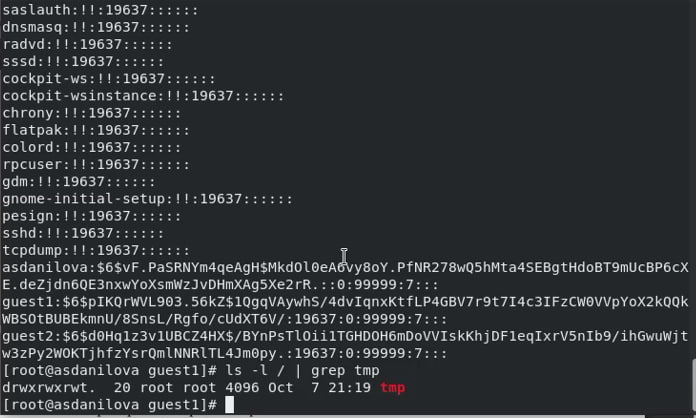 saslauth:!!:19637::::::
dnsmasq:!!:19637::::::
radvd:!!:19637::::::
sssd:!!:19637::::::
cockpit-ws:!!:19637::::::
cockpit-wsinstance:!!:19637::::::
chrony:!!:19637::::::
flatpak:!!:19637::::::
colord:!!:19637::::::
rpcuser:!!:19637::::::
gdm:!!:19637::::::
gnome-initial-setup:!!:19637::::::
pesign:!!:19637::::::
sshd:!!:19637::::::
tcpdump:!!:19637::::::
asdanilova:$6$vF.PaSRNYm4qeAgH$MkdOl0eA6vy8oY.PfNR278wQ5hMta4SEBgtHdoBT9mUcBP6cX
E.deZjdn6QE3nxwYoXsmWzJvDHmXAg5Xe2rR.::0:99999:7:::
guest1:$6$pIKQrWVL903.56kZ$1QgqVAywhS/4dvIqnxKtfLP4GBV7r9t7I4c3IFzCW0VVpYoX2kQQk
WBSOtBUBEkmnU/8SnsL/Rgfo/cUdXT6V/:19637:0:99999:7:::
guest2:$6$d0Hq1z3v1UBCZ4HX$/BYnPsTlOii1TGHDOH6mDoVVIskKhjDF1eqIxrV5nIb9/ihGwuWjt
w3zPy2WOKTjhfzYsrQmlNNRlTL4Jm0py.:19637:0:99999:7:::
[root@asdanilova guest1]# ls -l / | grep tmp
drwxrwxrwt.  20 root root 4096 Oct  7 21:19 tmp
[root@asdanilova guest1]#